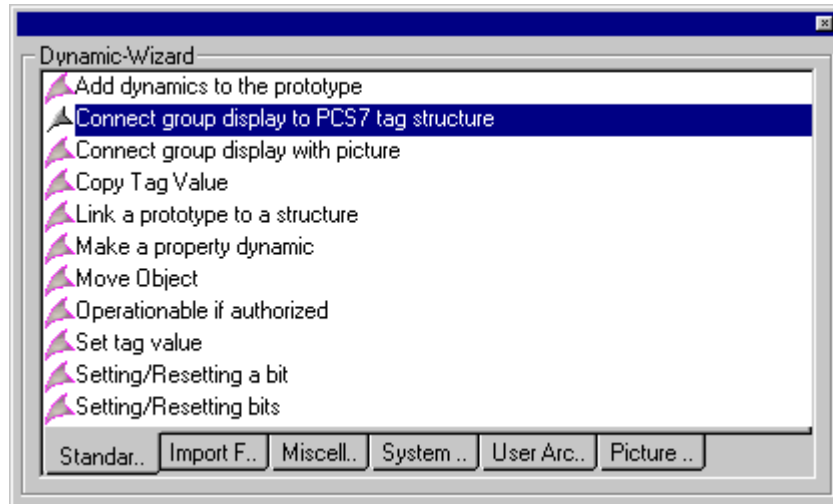 Dynamic-Wizard
Add dynamics to the prototype
Connect group display to PCS7 tag structure
Connect group display with picture
Copy Tag Value
Link a prototype to a structure
Make a property dynamic
Move Object
Operationable if authorized
Set tag value
Setting/Resetting a bit
Setting/Resetting bits
Standar.. Import F.. Miscell.. System .. User Arc.. Picture ..